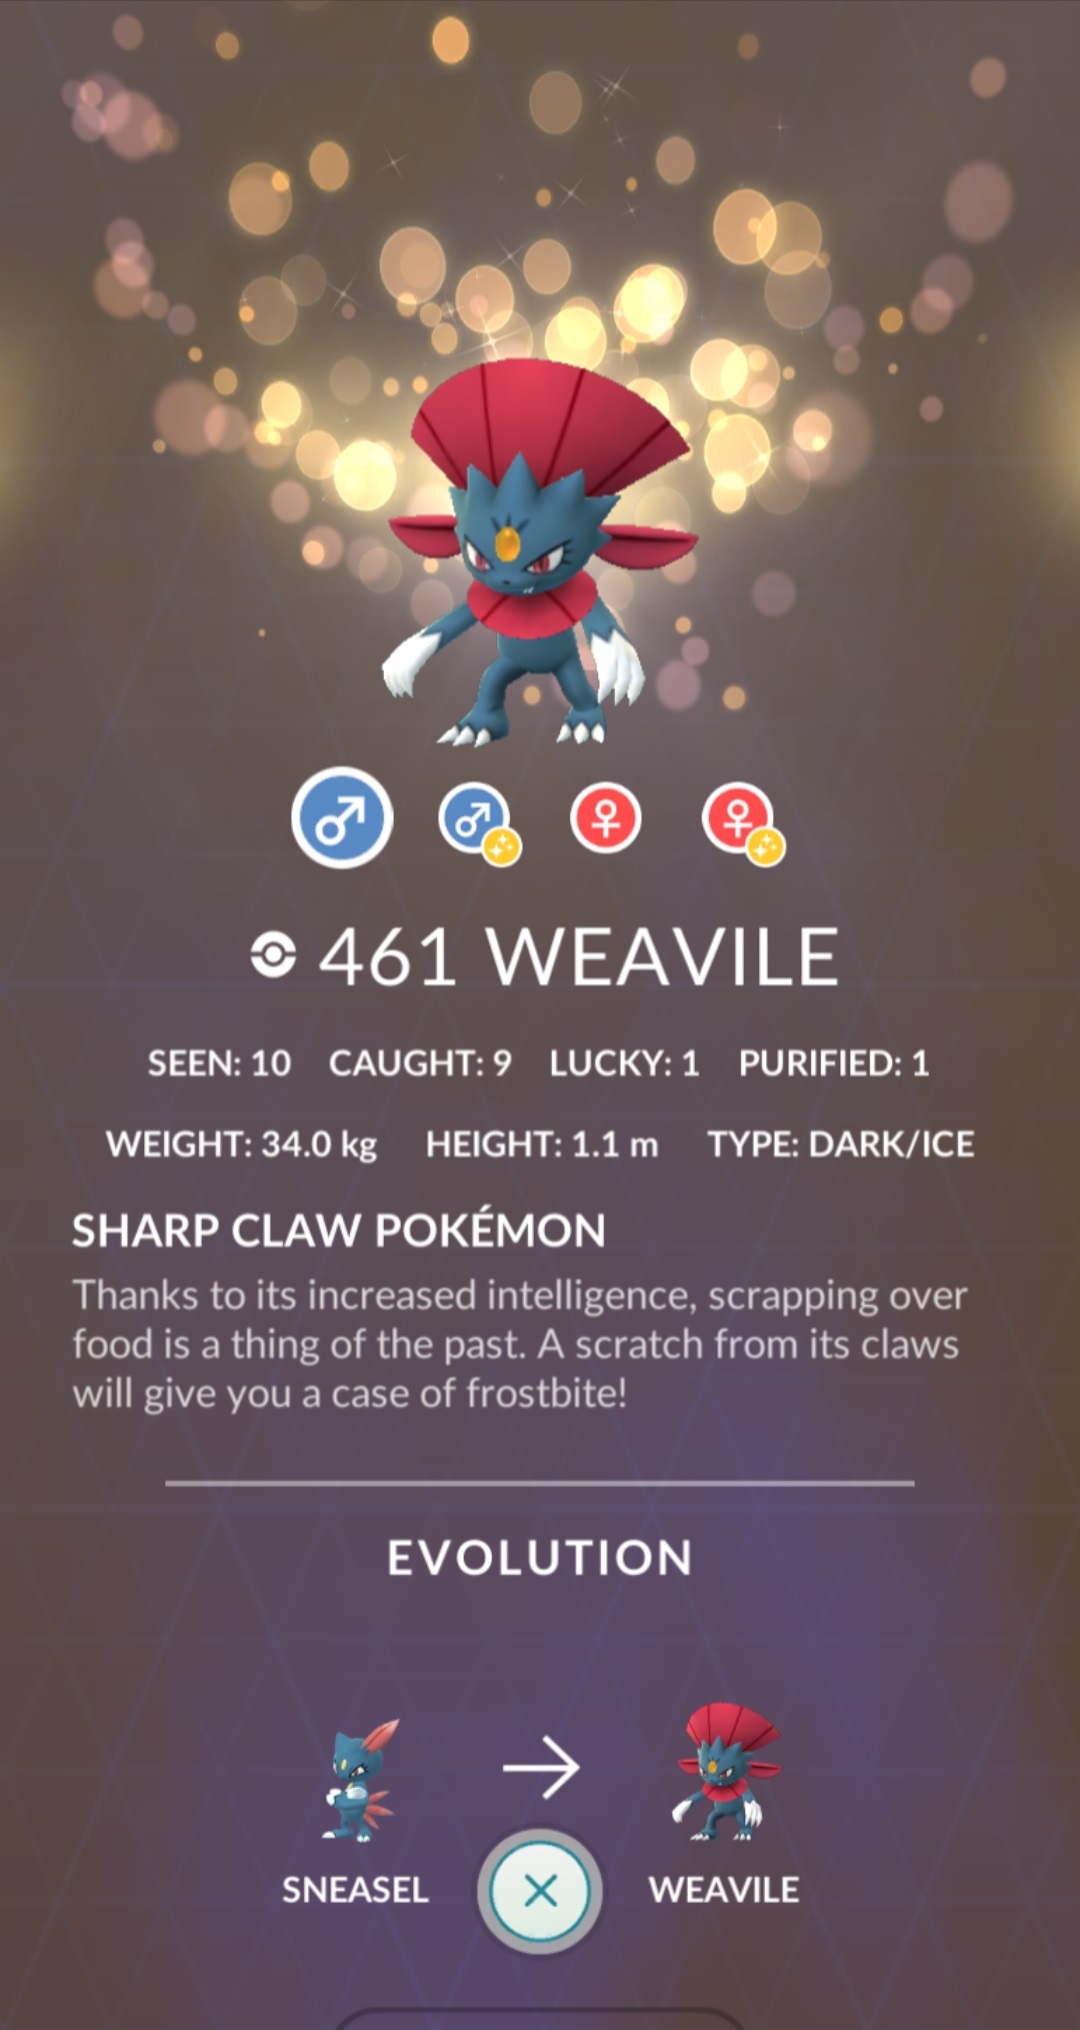 461 WEAVILE
SEEN: 10 CAUGHT: 9 LUCKY: 1 PURIFIED: 1
WEIGHT: 34.0 kg HEIGHT: 1.1 m TYPE: DARK/ICE
SHARP CLAW POKÉMON
Thanks to its increased intelligence, scrapping over
food is a thing of the past. A scratch from its claws
will give you a case of frostbite!
EVOLUTION
SNEASEL WEAVILE